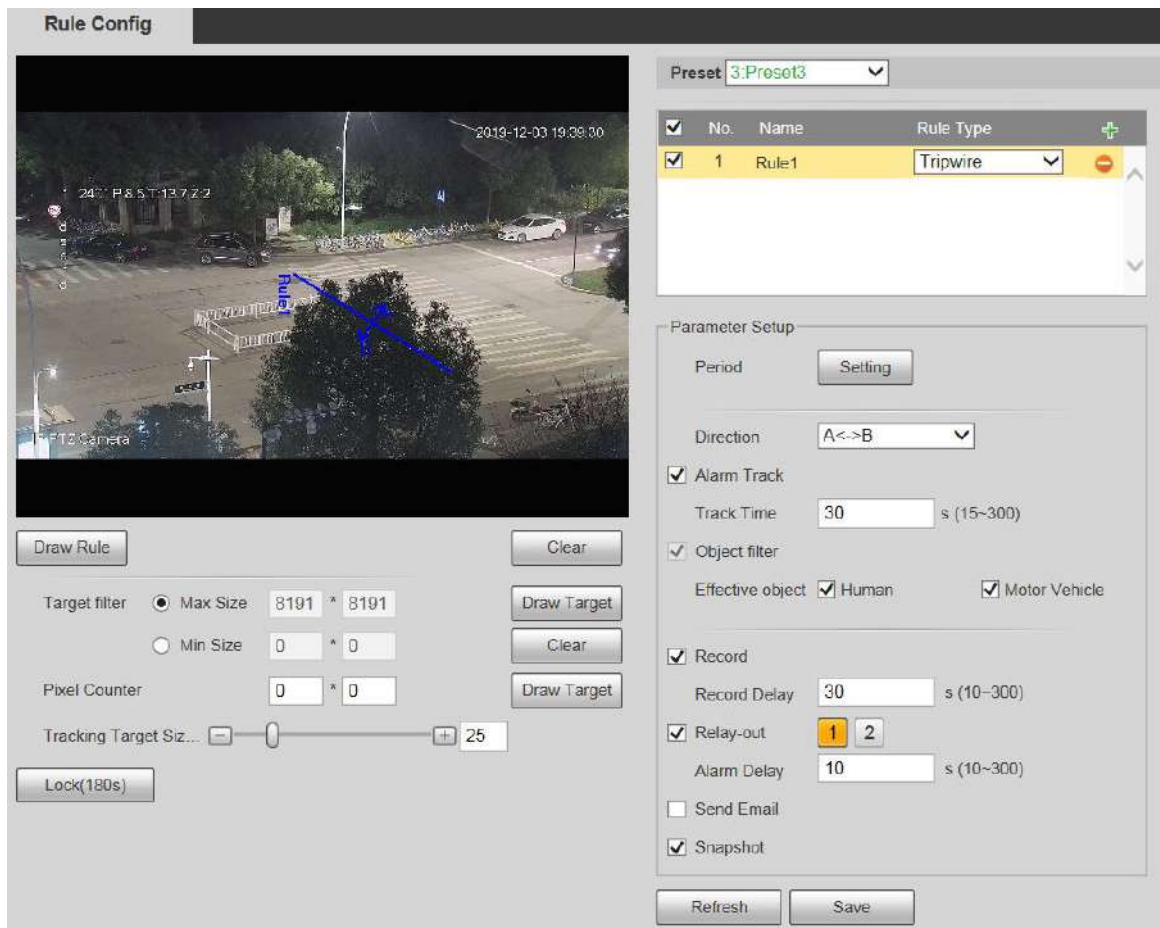 Rule Config
2019-12-03 19:39:30
Rule1
PTZ Camera
Draw Rule
Clear
Target filter Max Size 8191 * 8191 Draw Target
Min Size 0 * 0 Clear
Pixel Counter 0 * 0 Draw Target
Tracking Target Siz... 25
Lock(180s)
Preset 3:Preset3
No. Name Rule Type
1 Rule1 Tripwire
Parameter Setup
Period Setting
Direction A<->B
Alarm Track
Track Time 30 s (15~300)
Object filter
Effective object Human Motor Vehicle
Record
Record Delay 30 s (10~300)
Relay-out 1 2
Alarm Delay 10 s (10~300)
Send Email
Snapshot
Refresh Save